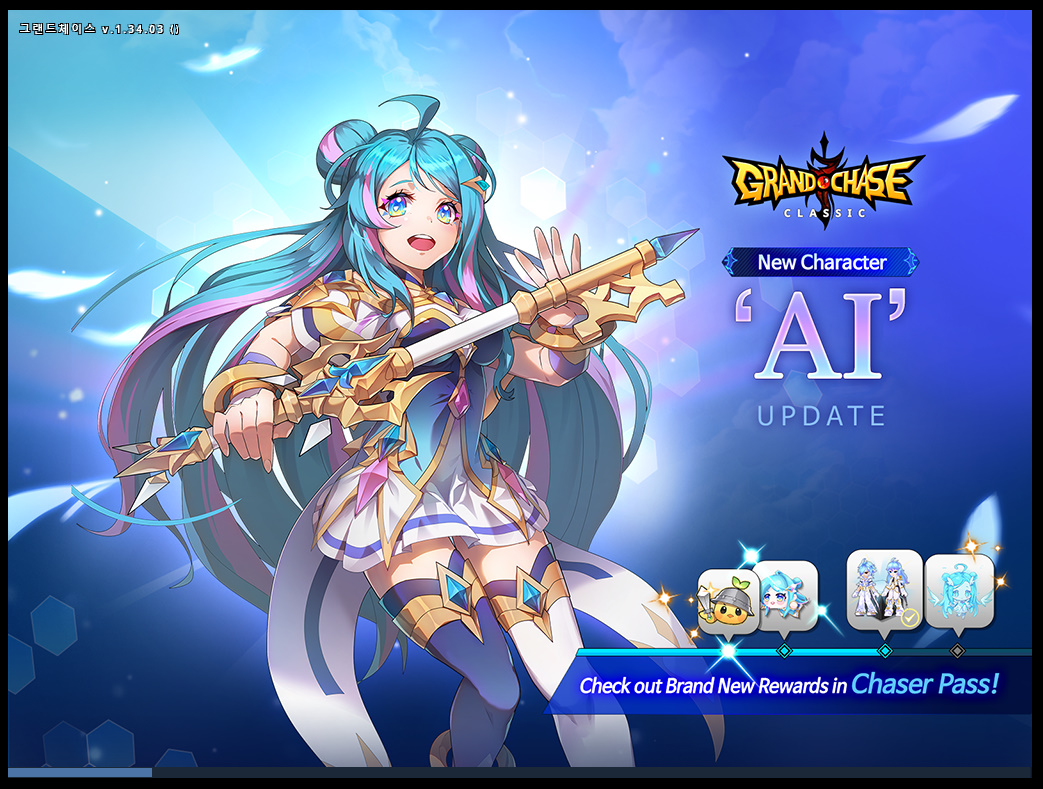 그랜드체이스 v.1.34.03 ()
GRAND CHASE
CLASSIC
New Character
‘AI’
UPDATE
Check out Brand New Rewards in Chaser Pass!